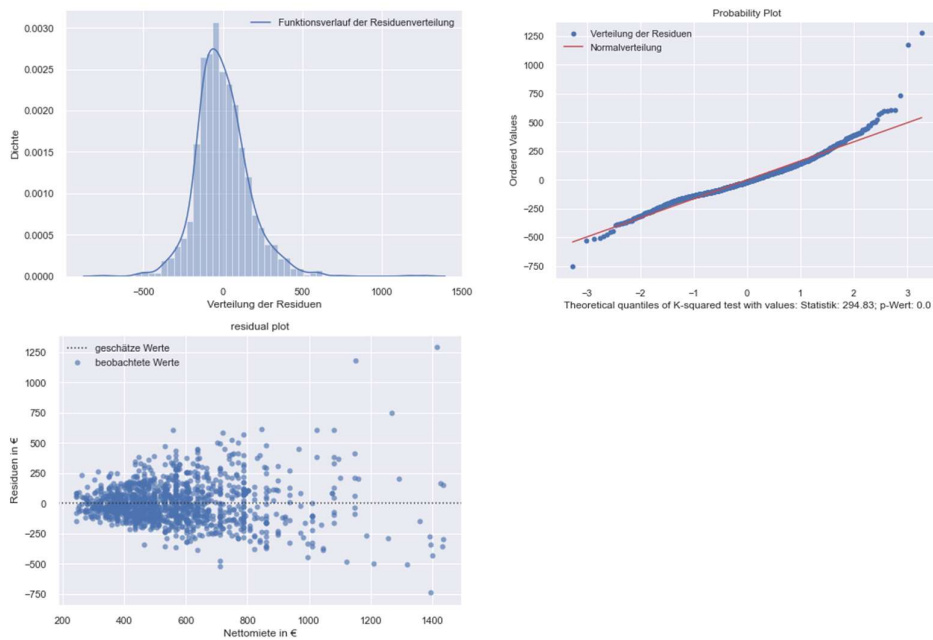 Funktionsverlauf der Residuenverteilung
0.0030
0.0025
0.0020
0.0015
0.0010
0.0005
0.0000
Dichte
−500 0 500 1000 1500
Verteilung der Residuen
Probability Plot
Verteilung der Residuen
Normalverteilung
1250
1000
750
500
250
0
−250
−500
−750
Ordered Values
−3 −2 −1 0 1 2 3
Theoretical quantiles of K-squared test with values: Statistik: 294.83; p-Wert: 0.0
residual plot
geschätze Werte
beobachtete Werte
1250
1000
750
500
250
0
−250
−500
−750
Residuen in €
200 400 600 800 1000 1200 1400
Nettomiete in €